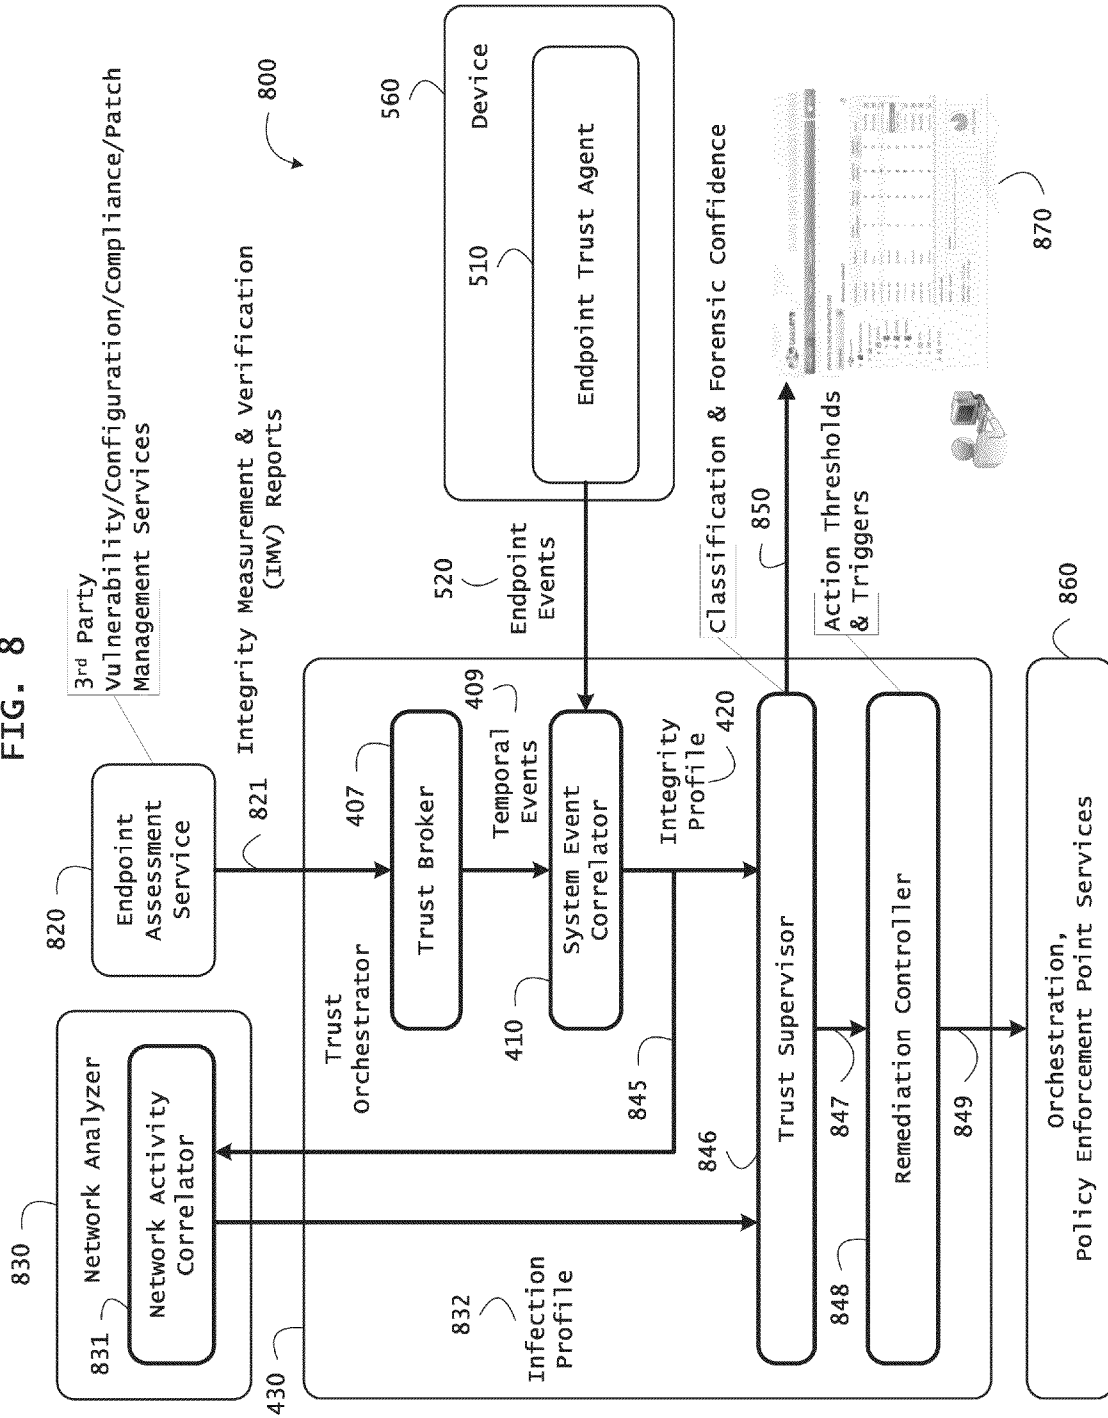 FIG. 8
800
820
Endpoint
Assessment
Service
3rd Party
Vulnerability/Configuration/Compliance/Patch
Management Services
821
Integrity Measurement & Verification
(IMV) Reports
830
Network Analyzer
831
Network Activity
Correlator
430
Trust
Orchestrator
407
Trust Broker
Temporal
Events
409
410
System Event
Correlator
560
Device
510
Endpoint Trust Agent
520
Endpoint
Events
Integrity
Profile
420
845
832
Infection
Profile
846
Trust Supervisor
Classification & Forensic Confidence
850
847
848
Remediation Controller
Action Thresholds
& Triggers
849
870
860
Orchestration,
Policy Enforcement Point Services